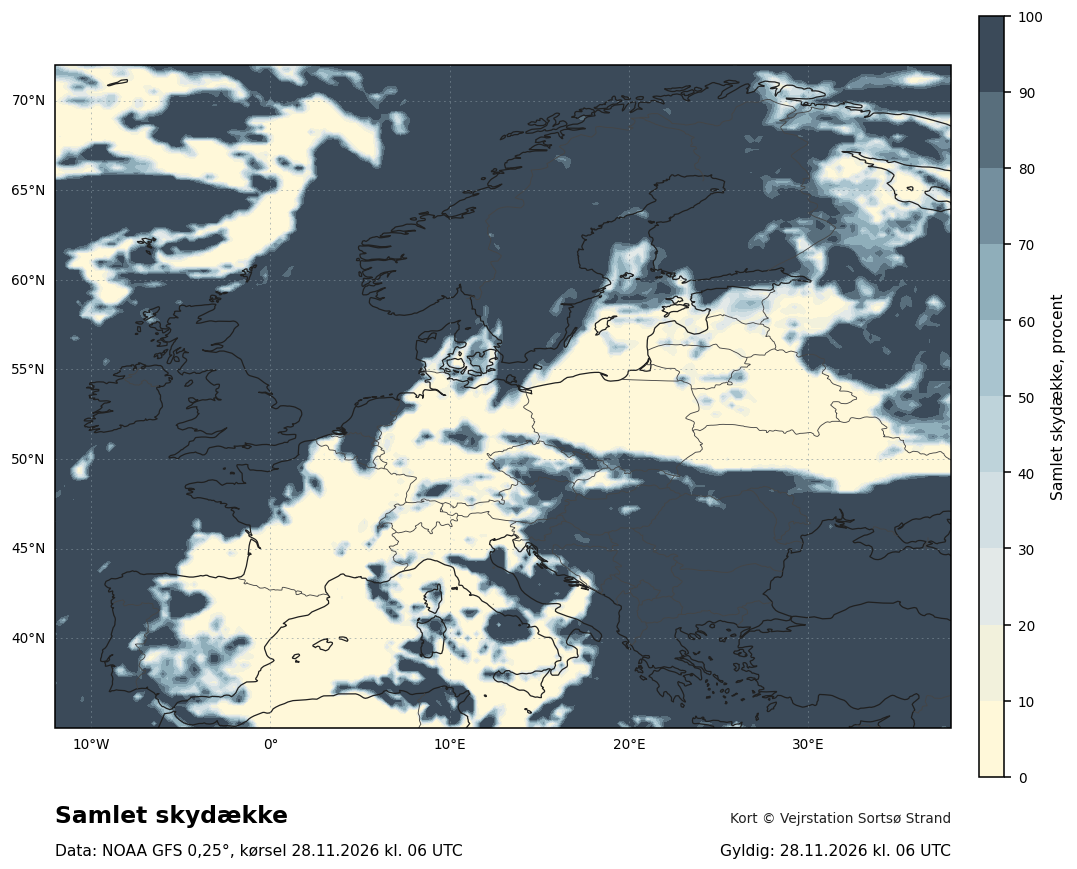 70°N
65°N
60°N
55°N
50°N
45°N
40°N
10°W
0°
10°E
20°E
30°E
100
90
80
70
60
50
40
30
20
10
0
Samlet skydække, procent
Samlet skydække
Kort © Vejrstation Sortsø Strand
Data: NOAA GFS 0,25°, kørsel 28.11.2026 kl. 06 UTC
Gyldig: 28.11.2026 kl. 06 UTC